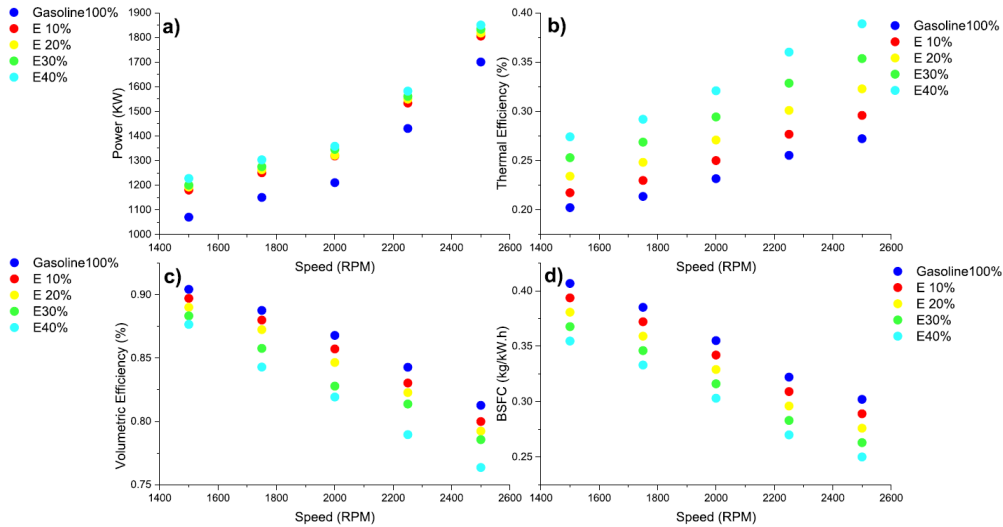 Gasoline100%
E 10%
E 20%
E30%
E40%
a)
1900
1800
1700
1600
1500
1400
1300
1200
1100
1000
Power (KW)
1400 1600 1800 2000 2200 2400 2600
Speed (RPM)
b)
0.40
0.35
0.30
0.25
0.20
Thermal Efficiency (%)
1400 1600 1800 2000 2200 2400 2600
Speed (RPM)
Gasoline100%
E 10%
E 20%
E30%
E40%
Gasoline100%
E 10%
E 20%
E30%
E40%
c)
0.90
0.85
0.80
0.75
Volumetric Efficiency (%)
1400 1600 1800 2000 2200 2400 2600
Speed (RPM)
d)
0.40
0.35
0.30
0.25
BSFC (kg/kW.h)
1400 1600 1800 2000 2200 2400 2600
Speed (RPM)
Gasoline100%
E 10%
E 20%
E30%
E40%